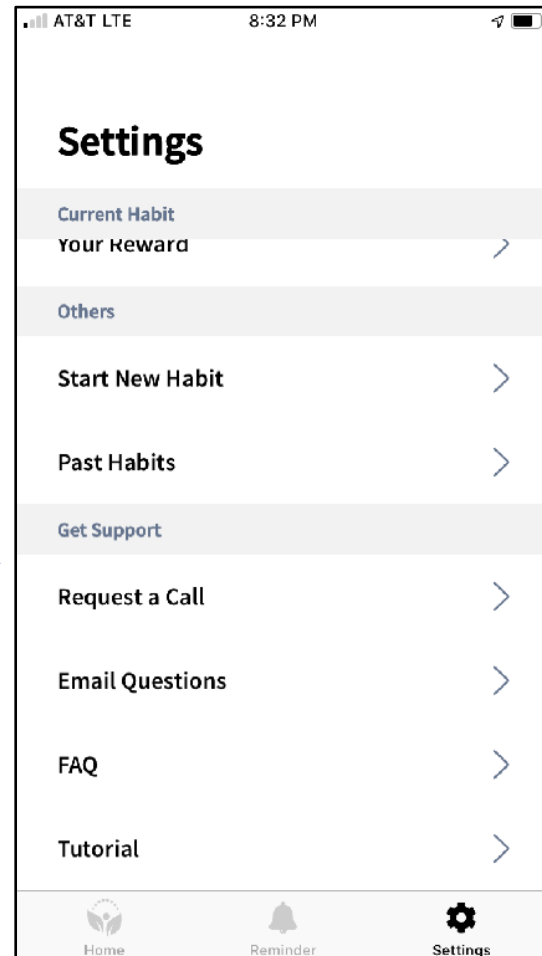 AT&T LTE 8:32 PM
Settings
Current Habit
Your Reward
Others
Start New Habit
Past Habits
Get Support
Request a Call
Email Questions
FAQ
Tutorial
Home Reminder Settings